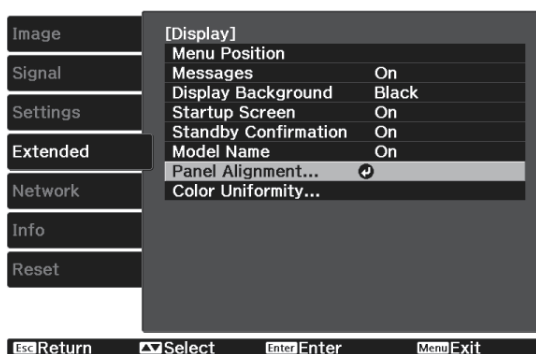 Image
Signal
Settings
Extended
Network
Info
Reset
[Display]
Menu Position
Messages On
Display Background Black
Startup Screen On
Standby Confirmation On
Model Name On
Panel Alignment...
Color Uniformity...
Esc Return Select Enter Enter Menu Exit